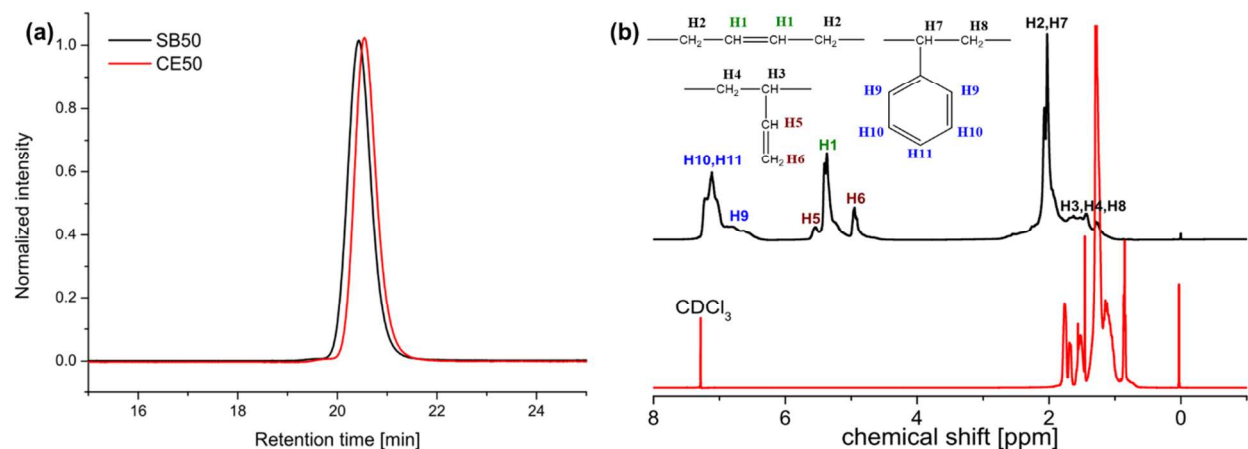 (a)
SB50
CE50
Normalized intensity
1.0
0.8
0.6
0.4
0.2
0.0
16 18 20 22 24
Retention time [min]
(b)
H2 H1 H1 H2
CH₂ CH CH CH₂
H7 H8
CH CH₂
H4 H3
CH₂ CH
CH H5
CH₂ H6
H9 H9
H10 H10
H11
H2,H7
H10,H11
H9
H5
H1
H6
H3,H4,H8
CDCl₃
8 6 4 2 0
chemical shift [ppm]